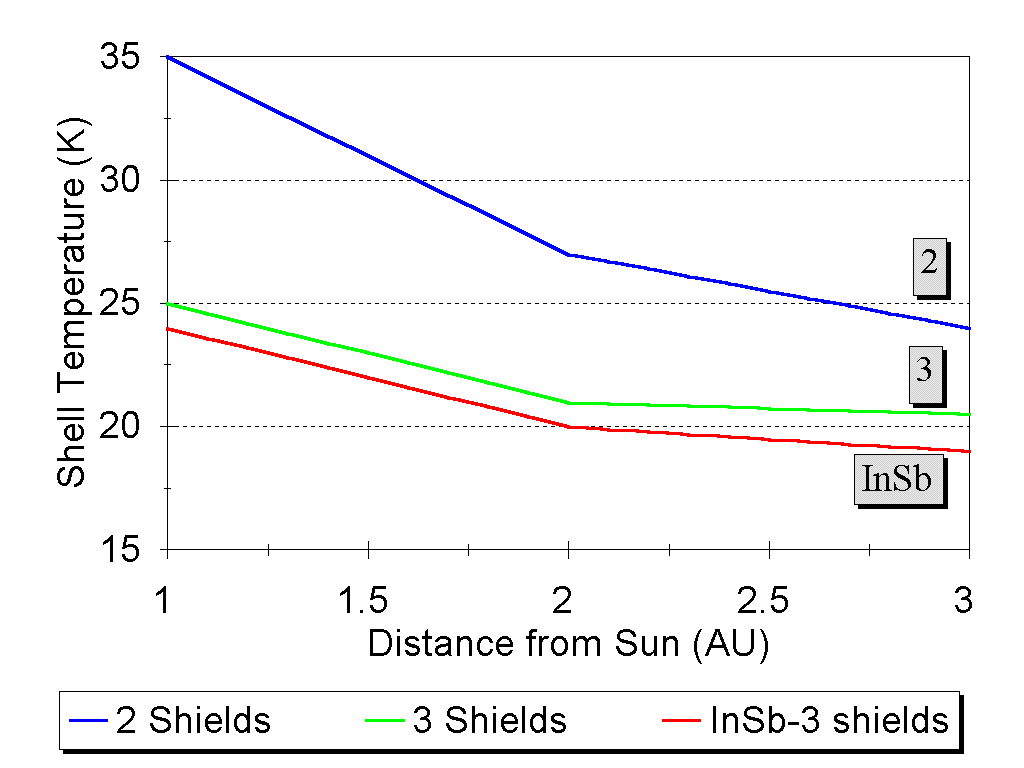 35
30
25
20
15
Shell Temperature (K)
2
3
InSb
1 1.5 2 2.5 3
Distance from Sun (AU)
2 Shields 3 Shields InSb-3 shields